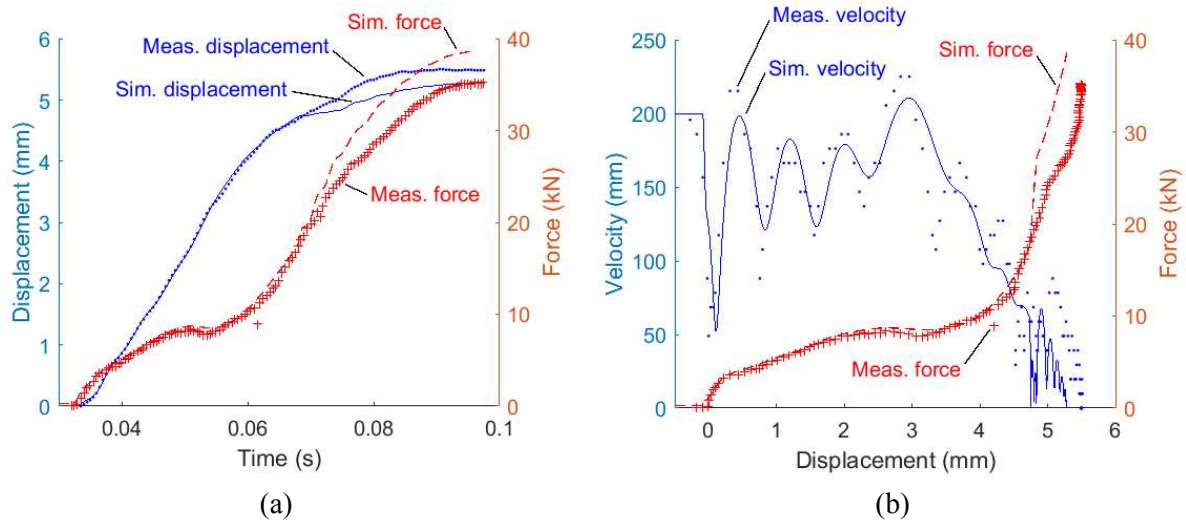 Sim. force
Meas. displacement
Sim. displacement
Meas. force
6
5
4
3
2
1
0
Displacement (mm)
40
30
20
10
0
Force (kN)
0.04
0.06
0.08
0.1
Time (s)
(a)
Meas. velocity
Sim. velocity
Sim. force
Meas. force
250
200
150
100
50
0
Velocity (mm)
40
30
20
10
0
Force (kN)
0
1
2
3
4
5
6
Displacement (mm)
(b)